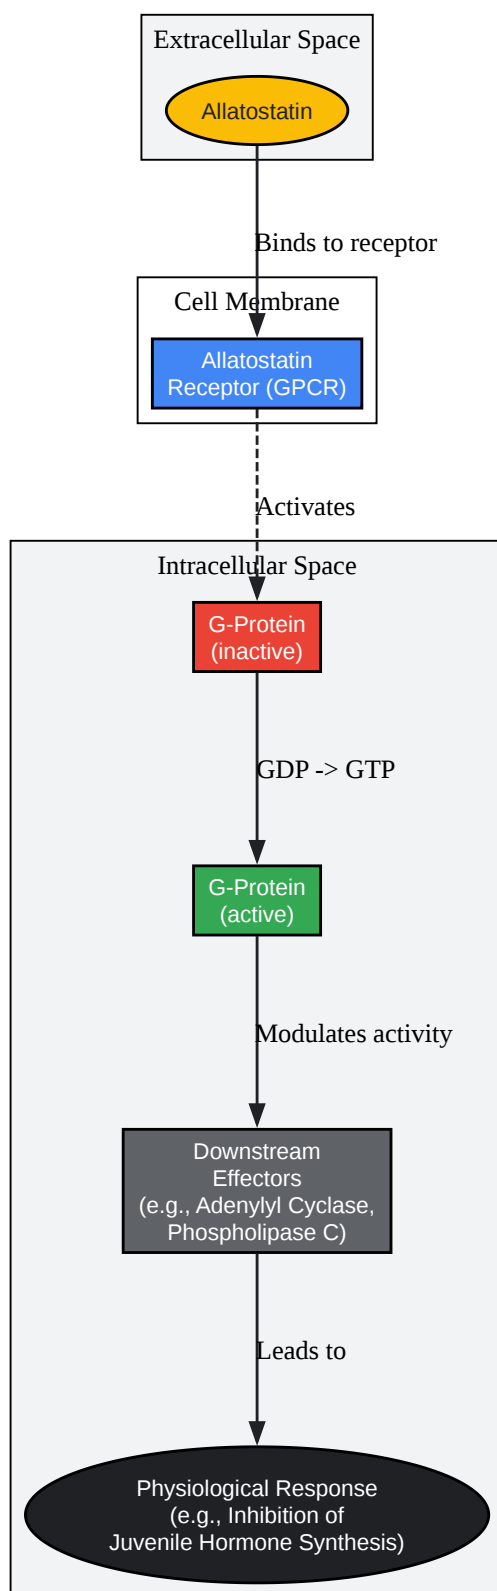 Extracellular Space
Allatostatin
Binds to receptor
Cell Membrane
Allatostatin
Receptor (GPCR)
Activates
Intracellular Space
G-Protein
(inactive)
GDP -> GTP
G-Protein
(active)
Modulates activity
Downstream
Effectors
(e.g., Adenylyl Cyclase,
Phospholipase C)
Leads to
Physiological Response
(e.g., Inhibition of
Juvenile Hormone Synthesis)